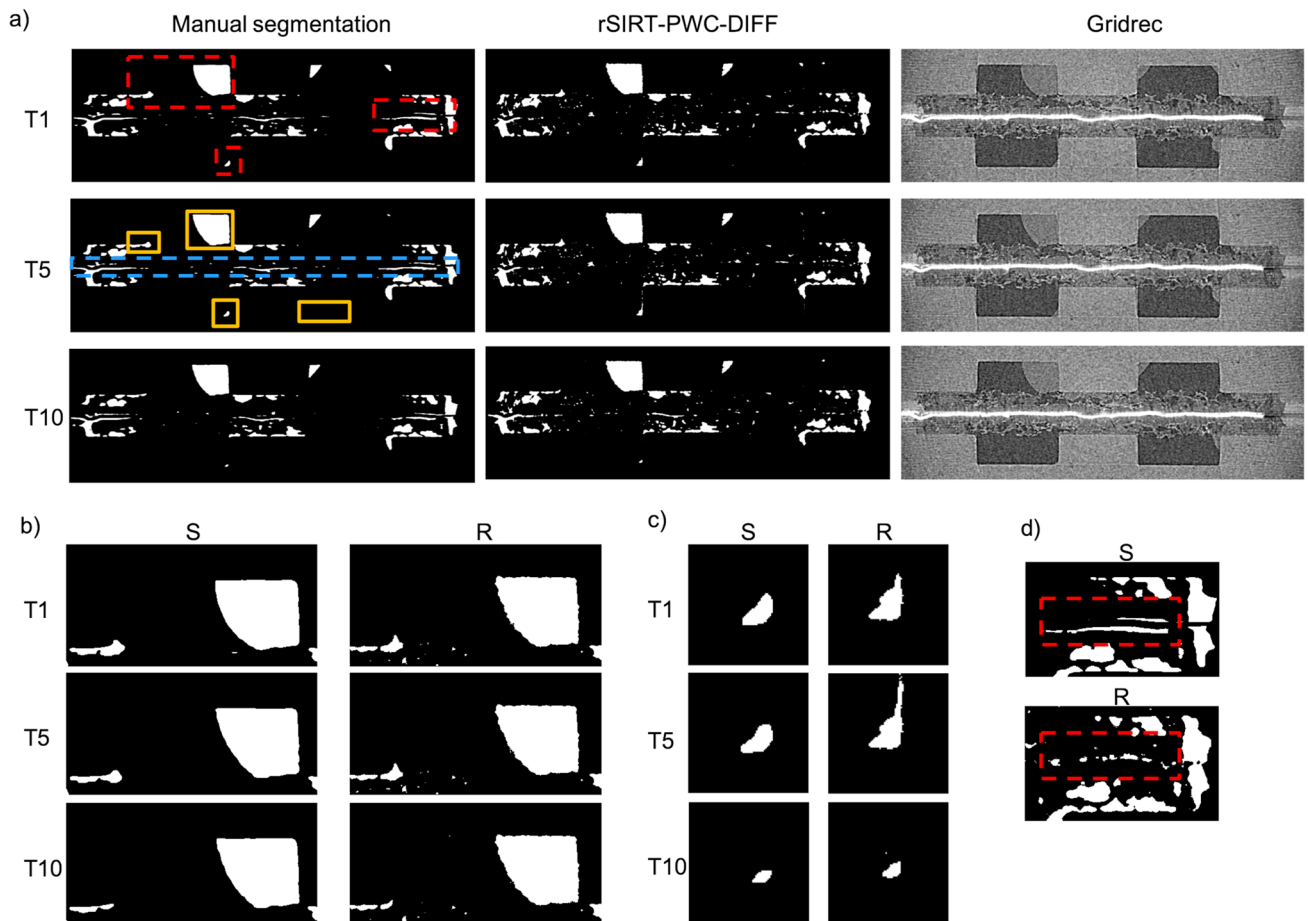 a)
Manual segmentation
rSIRT-PWC-DIFF
Gridrec
T1
T5
T10
b)
S
R
T1
T5
T10
c)
S
R
T1
T5
T10
d)
S
R